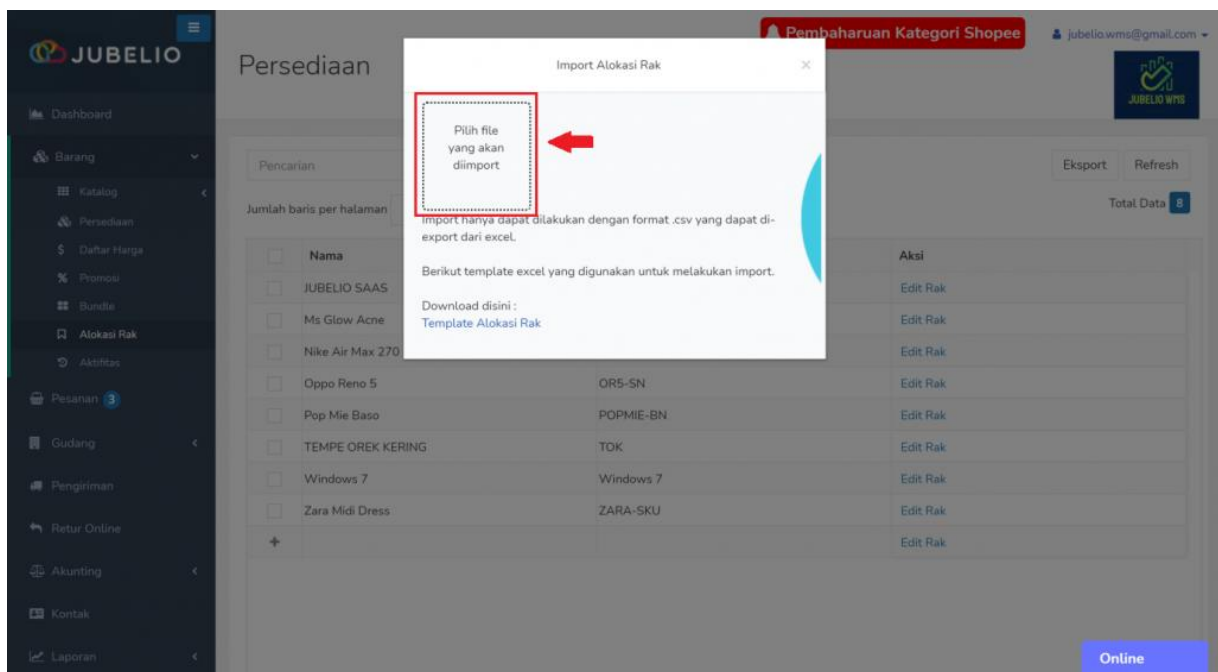 JUBELIO
Pembaharuan Kategori Shopee
jubelio.wms@gmail.com
Persediaan
JUBELIO WMS
Import Alokasi Rak
×
Pilih file
yang akan
diimport
Import hanya dapat dilakukan dengan format .csv yang dapat di-
export dari excel.
Berikut template excel yang digunakan untuk melakukan import.
Download disini :
Template Alokasi Rak
Dashboard
Barang
Katalog
Persediaan
$ Daftar Harga
% Promosi
Bundle
Alokasi Rak
Aktifitas
Pesanan 3
Gudang
Pengiriman
Retur Online
Akunting
Kontak
Laporan
Pencarian
Eksport Refresh
Jumlah baris per halaman
Total Data 8
Nama Aksi
JUBELIO SAAS Edit Rak
Ms Glow Acne Edit Rak
Nike Air Max 270 Edit Rak
Oppo Reno 5 OR5-SN Edit Rak
Pop Mie Baso POPMIE-BN Edit Rak
TEMPE OREK KERING TOK Edit Rak
Windows 7 Windows 7 Edit Rak
Zara Midi Dress ZARA-SKU Edit Rak
+ Edit Rak
Online